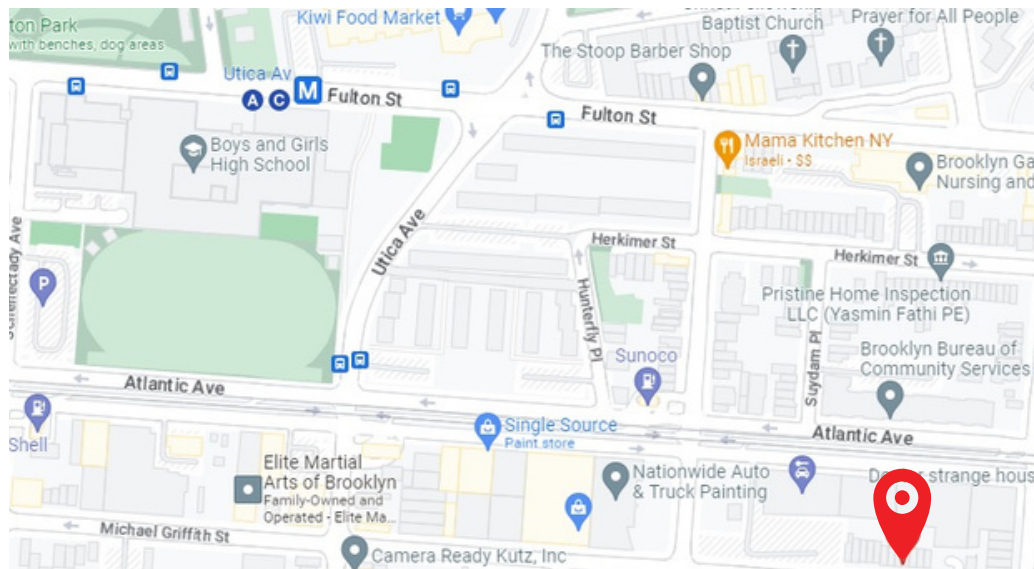 Kiwi Food Market
Baptist Church
Prayer for All People
ton Park
with benches, dog areas
The Stoop Barber Shop
Utica Av
A C M
Fulton St
Fulton St
Boys and Girls
High School
Mama Kitchen NY
Israeli • $$
Brooklyn Ga
Nursing and
Utica Ave
Herkimer St
Herkimer St
P
Hunterfly Pl
Pristine Home Inspection
LLC (Yasmin Fathi PE)
Sunoco
Suydam Pl
Brooklyn Bureau of
Community Services
Atlantic Ave
Shell
Single Source
Paint store
Atlantic Ave
Elite Martial
Arts of Brooklyn
Family-Owned and
Operated - Elite Ma...
Nationwide Auto
& Truck Painting
strange hous
Michael Griffith St
Camera Ready Kutz, Inc